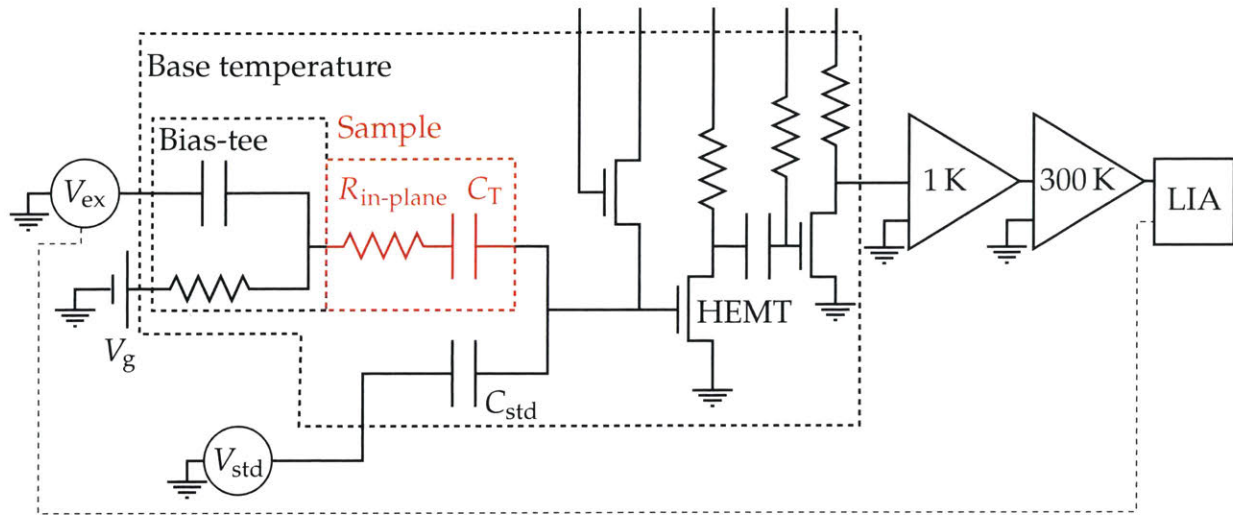 Base temperature
Bias-tee
Sample
V_ex
R_in-plane
C_T
1 K
300 K
LIA
HEMT
V_g
C_std
V_std